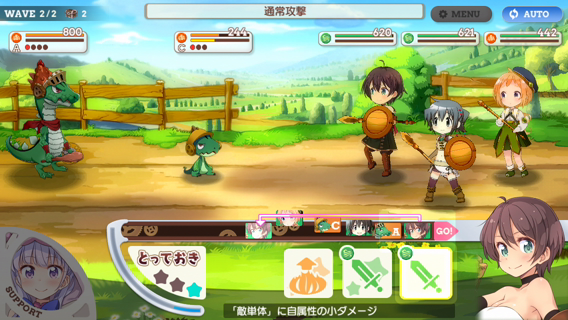 WAVE 2/2 2
通常攻撃
MENU
AUTO
800
A
244
C
620
621
442
C
A
GO!
とっておき
SUPPORT
「敵単体」に自属性の小ダメージ